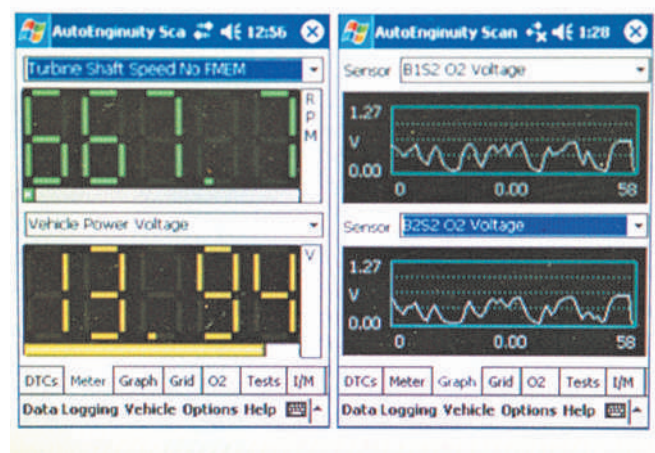 AutoEnginuity Sca 12:56
Turbine Shaft Speed No FMEM
667.7
RPM
Vehicle Power Voltage
13.94
V
DTCs Meter Graph Grid O2 Tests I/M
Data Logging Vehicle Options Help
AutoEnginuity Scan 1:28
Sensor B1S2 O2 Voltage
1.27
V
0.00
0 0.00 58
Sensor B2S2 O2 Voltage
1.27
V
0.00
0 0.00 58
DTCs Meter Graph Grid O2 Tests I/M
Data Logging Vehicle Options Help